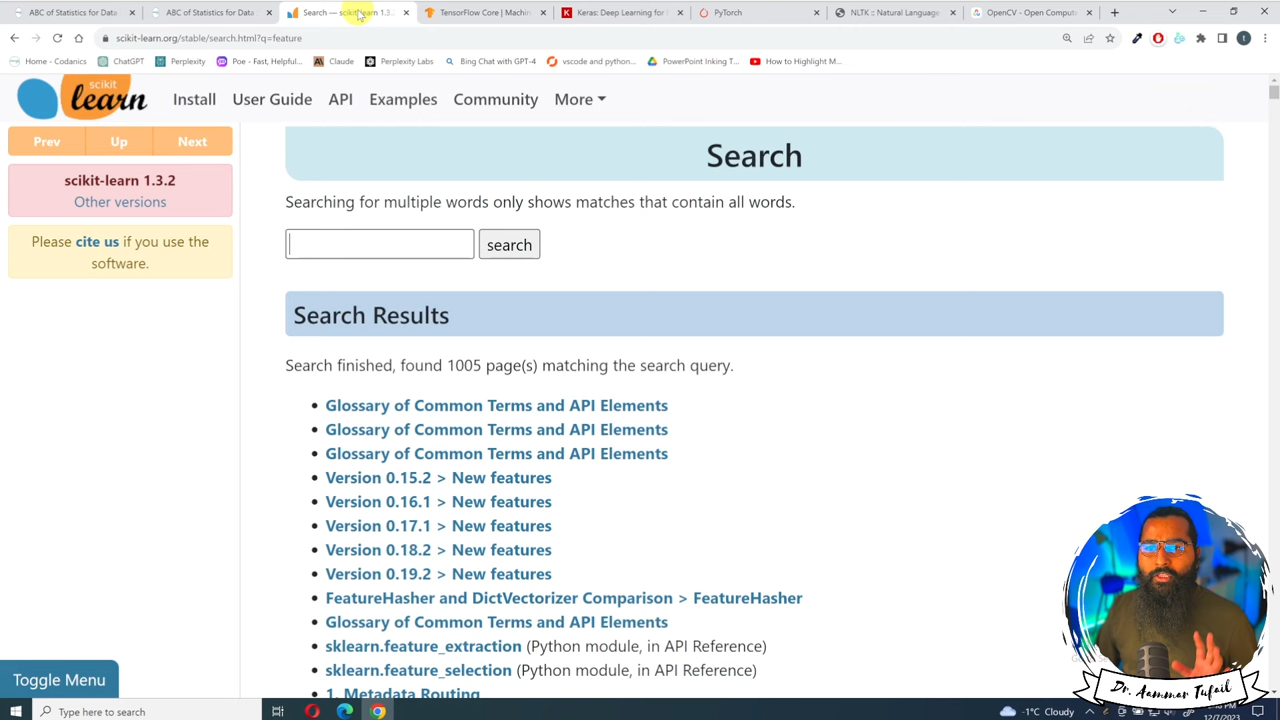 ABC of Statistics for Data
ABC of Statistics for Data
Search — scikit-learn 1.3.
TensorFlow Core | Machin
Keras: Deep Learning for
PyTorch
NLTK :: Natural Language
OpenCV - Open Compute
scikit-learn.org/stable/search.html?q=feature
Home - Codanics
ChatGPT
Perplexity
Poe - Fast, Helpful...
Claude
Perplexity Labs
Bing Chat with GPT-4
vscode and python...
PowerPoint Inking T...
How to Highlight M...
scikit
learn
Install
User Guide
API
Examples
Community
More
Prev
Up
Next
scikit-learn 1.3.2
Other versions
Please cite us if you use the
software.
Search
Searching for multiple words only shows matches that contain all words.
search
Search Results
Search finished, found 1005 page(s) matching the search query.
Glossary of Common Terms and API Elements
Glossary of Common Terms and API Elements
Glossary of Common Terms and API Elements
Version 0.15.2 > New features
Version 0.16.1 > New features
Version 0.17.1 > New features
Version 0.18.2 > New features
Version 0.19.2 > New features
FeatureHasher and DictVectorizer Comparison > FeatureHasher
Glossary of Common Terms and API Elements
sklearn.feature_extraction (Python module, in API Reference)
sklearn.feature_selection (Python module, in API Reference)
1. Metadata Routing
Toggle Menu
Dr. Aammar Tufail
Type here to search
-1°C Cloudy
12/7/2023